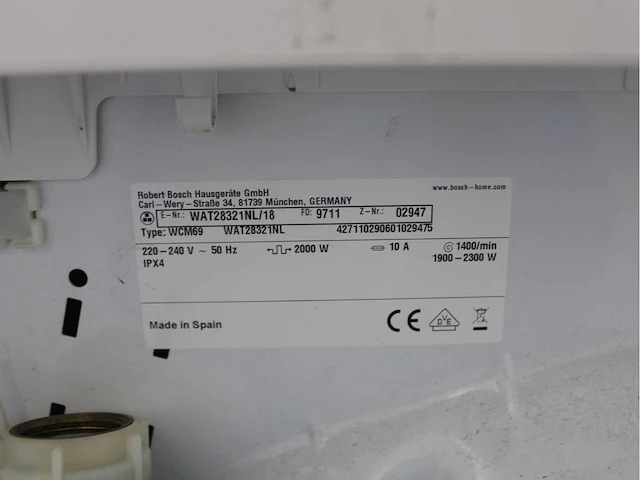 Robert Bosch Hausgeräte GmbH
Carl-Wery-Straße 34, 81739 München, GERMANY
www.bosch-home.com
E-Nr.: WAT28321NL/18 FD: 9711 Z-Nr.: 02947
Type: WCM69 WAT28321NL 427110290601029475
220-240 V ~ 50 Hz 2000 W 10 A 1400/min
IPX4 1900-2300 W
Made in Spain CE DVE